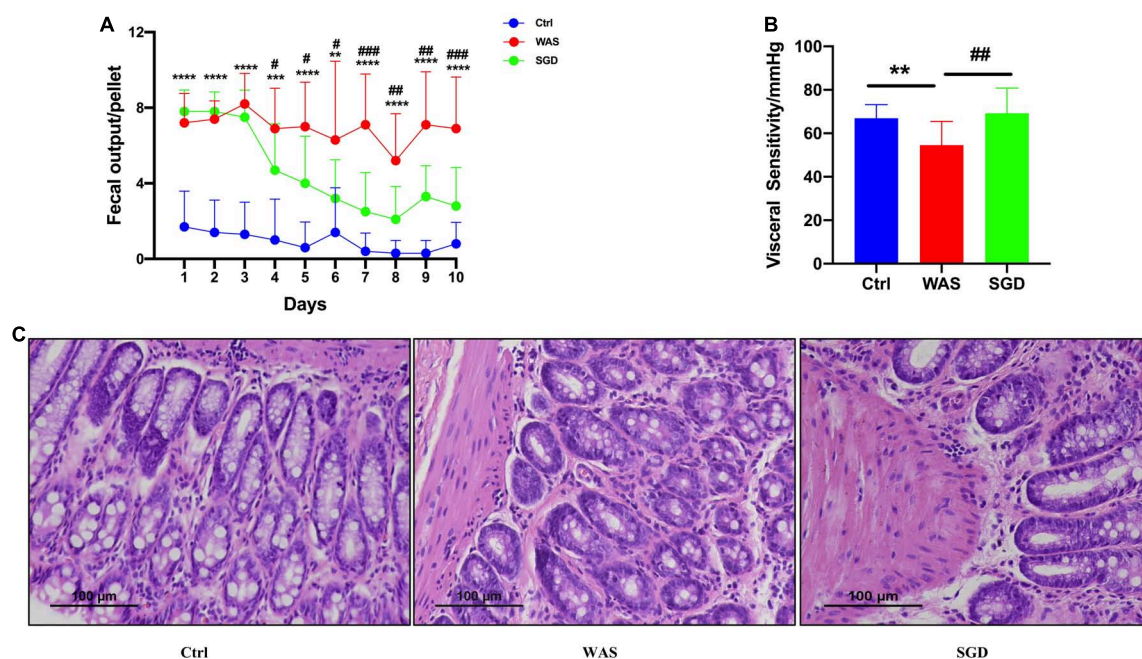 A
Ctrl
WAS
SGD
Fecal output/pellet
12
8
4
0
**** **** **** # *** # **** # ** ### **** ## **** ## **** ### ****
1 2 3 4 5 6 7 8 9 10
Days
B
Visceral Sensitivity/mmHg
100
80
60
40
20
0
** ##
Ctrl WAS SGD
C
100 µm 100 µm 100 µm
Ctrl WAS SGD